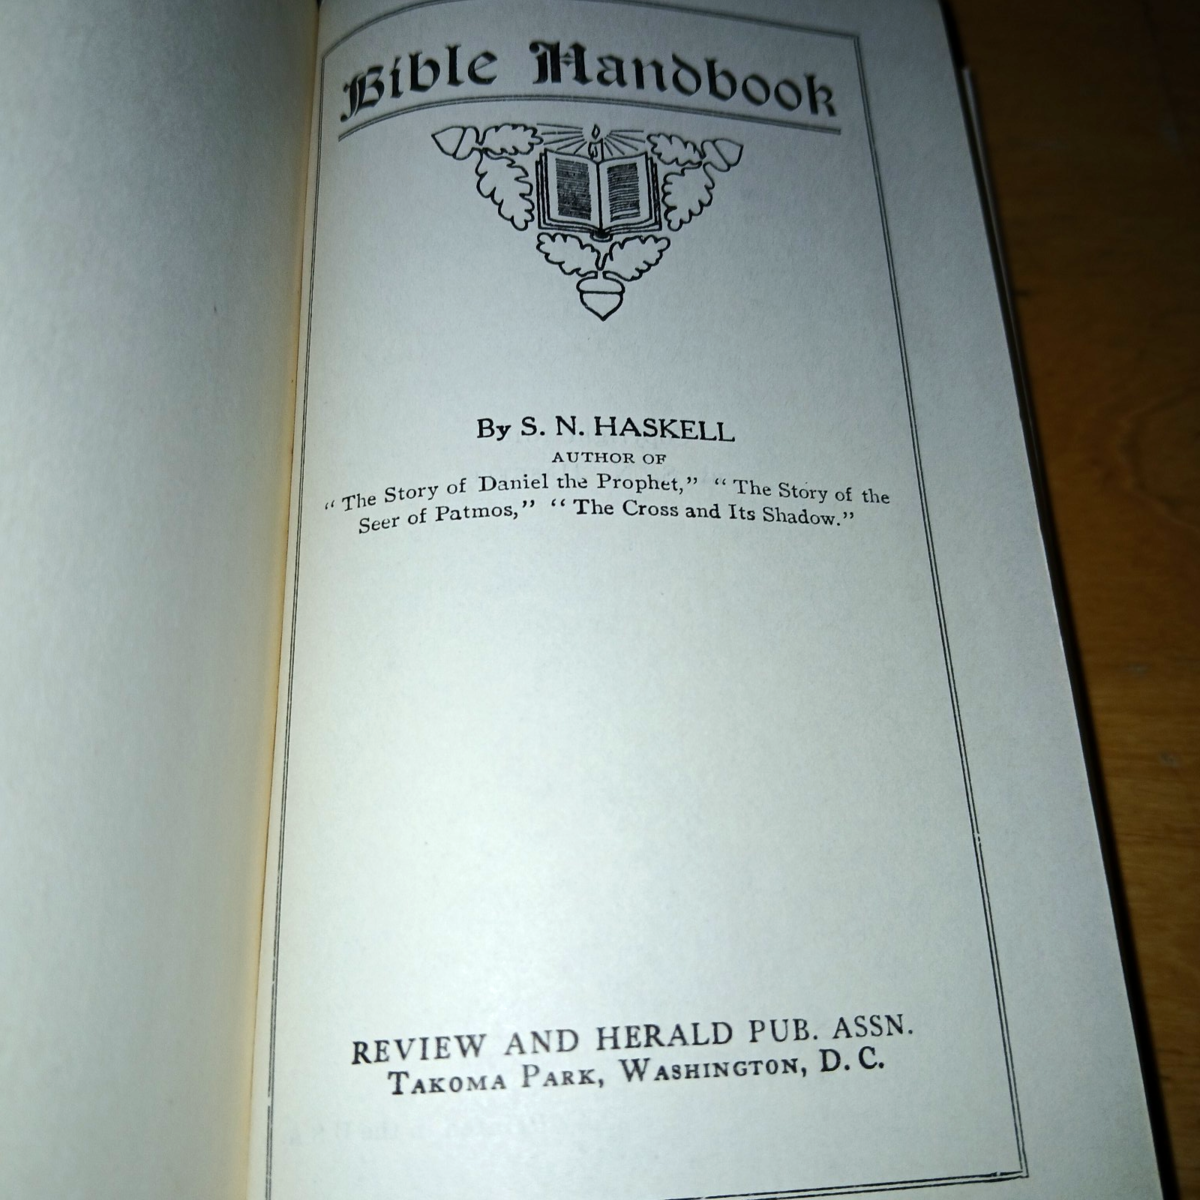 Bible Handbook
By S. N. HASKELL
AUTHOR OF
“The Story of Daniel the Prophet,” “The Story of the
Seer of Patmos,” “The Cross and Its Shadow.”
REVIEW AND HERALD PUB. ASSN.
TAKOMA PARK, WASHINGTON, D. C.